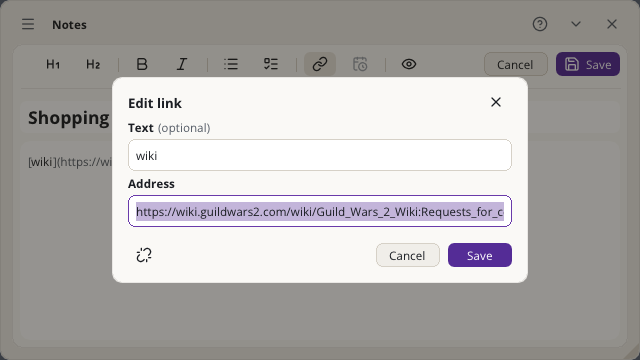 Notes
H1 H2 B I Cancel Save
Shopping
[wiki](https://wi
Edit link
Text (optional)
wiki
Address
https://wiki.guildwars2.com/wiki/Guild_Wars_2_Wiki:Requests_for_c
Cancel Save